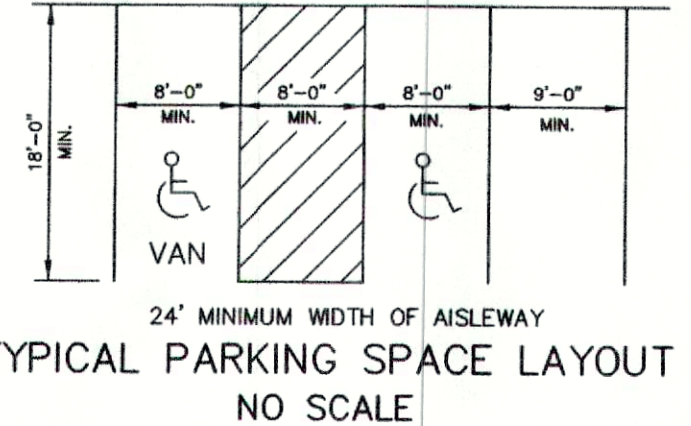 8'-0" 8'-0" 8'-0" 9'-0"
MIN. MIN. MIN. MIN.
18'-0"
MIN.
VAN
24' MINIMUM WIDTH OF AISLEWAY
YPICAL PARKING SPACE LAYOUT
NO SCALE